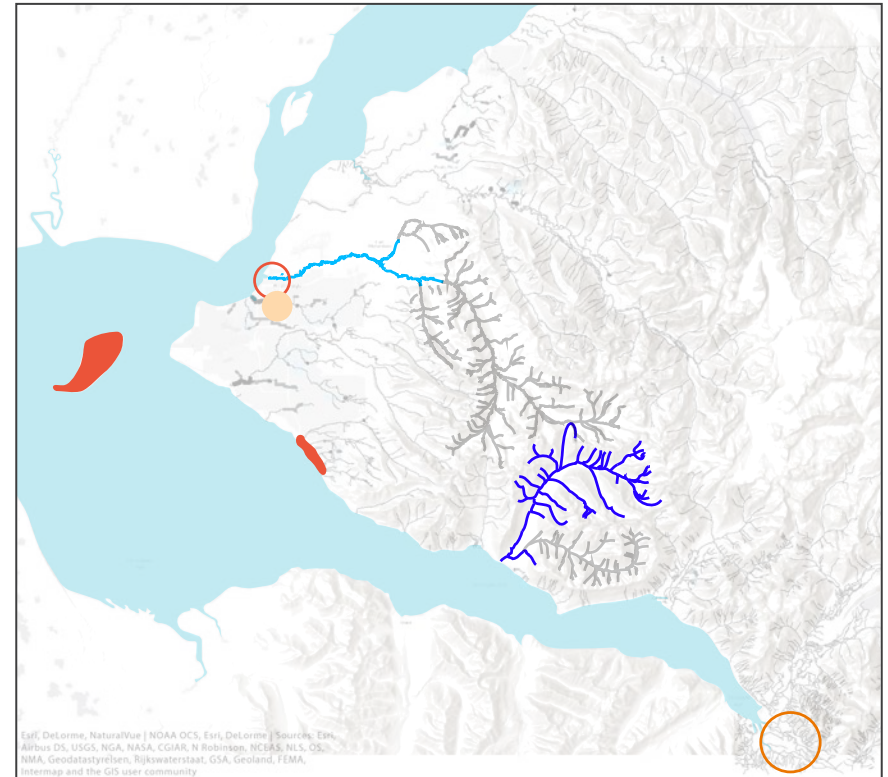 Esri, DeLorme, NaturalVue | NOAA OCS, Esri, DeLorme | Sources: Esri,
Airbus DS, USGS, NGA, NASA, CGIAR, N Robinson, NCEAS, NLS, OS,
NMA, Geodatastyrelsen, Rijkswaterstaat, GSA, Geoland, FEMA,
Intermap and the GIS user community